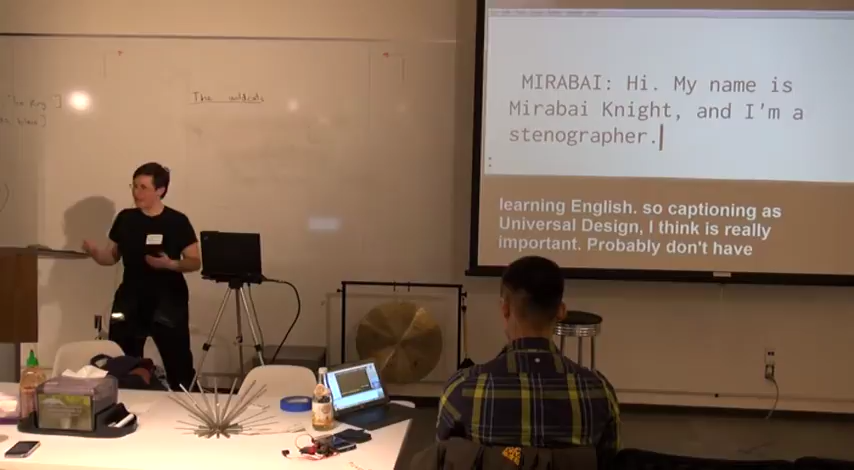 MIRABAI: Hi. My name is
Mirabai Knight, and I'm a
stenographer.
learning English. so captioning as
Universal Design, I think is really
important. Probably don't have